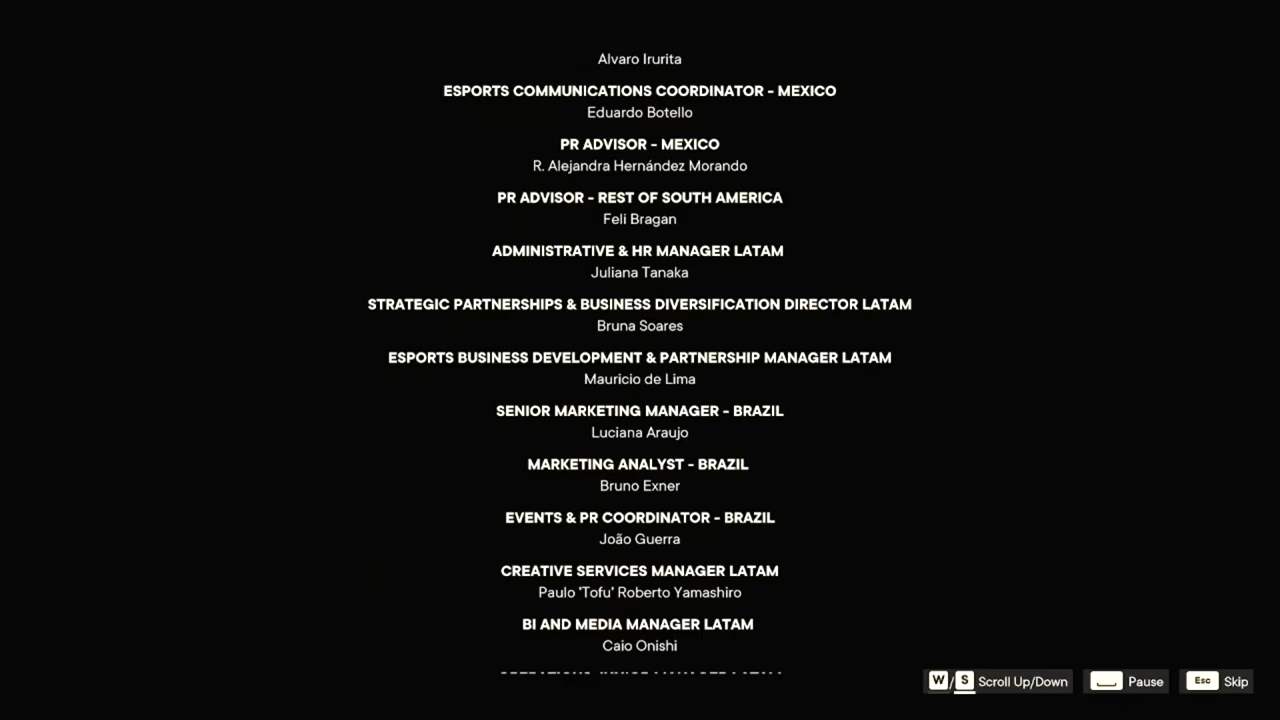 Alvaro Irurita
ESPORTS COMMUNICATIONS COORDINATOR - MEXICO
Eduardo Botello
PR ADVISOR - MEXICO
R. Alejandra Hernández Morando
PR ADVISOR - REST OF SOUTH AMERICA
Feli Bragan
ADMINISTRATIVE & HR MANAGER LATAM
Juliana Tanaka
STRATEGIC PARTNERSHIPS & BUSINESS DIVERSIFICATION DIRECTOR LATAM
Bruna Soares
ESPORTS BUSINESS DEVELOPMENT & PARTNERSHIP MANAGER LATAM
Mauricio de Lima
SENIOR MARKETING MANAGER - BRAZIL
Luciana Araujo
MARKETING ANALYST - BRAZIL
Bruno Exner
EVENTS & PR COORDINATOR - BRAZIL
João Guerra
CREATIVE SERVICES MANAGER LATAM
Paulo 'Tofu' Roberto Yamashiro
BI AND MEDIA MANAGER LATAM
Caio Onishi
W/S Scroll Up/Down Pause Esc Skip